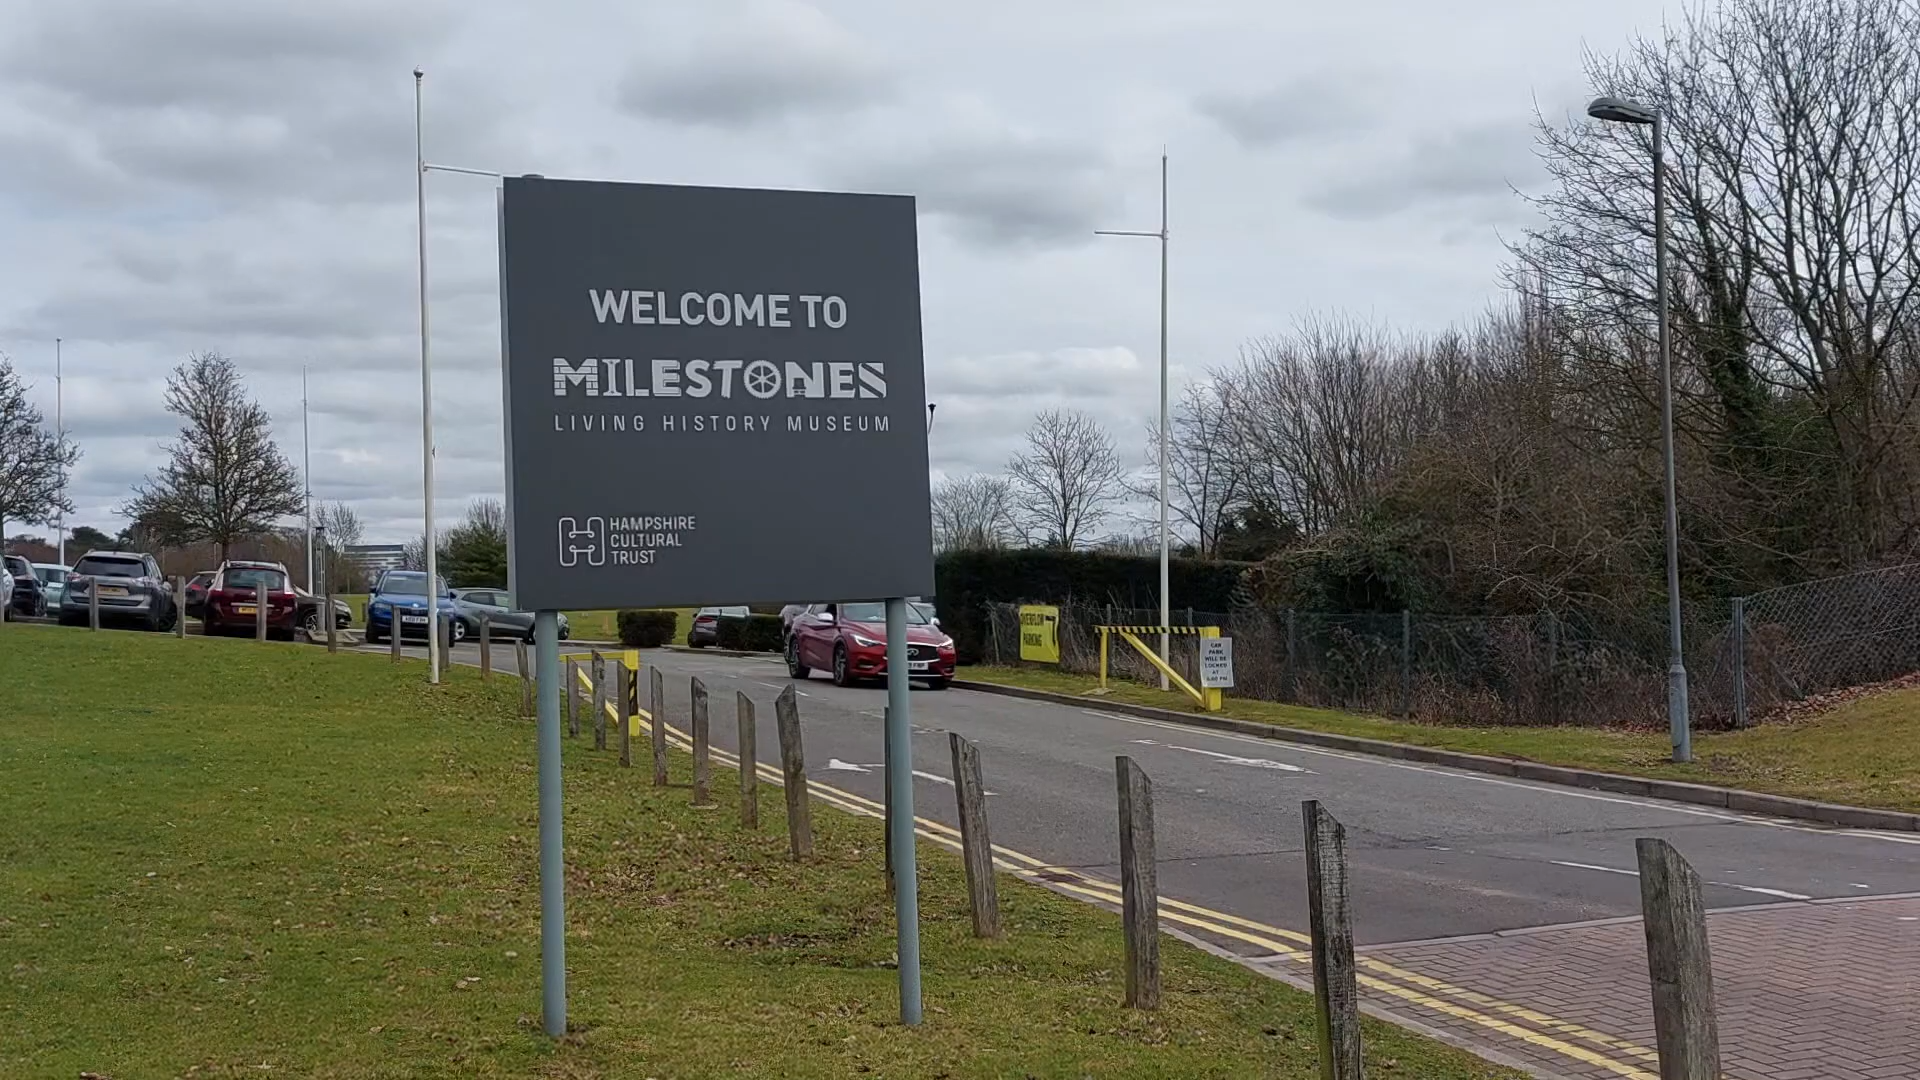 WELCOME TO
MILESTONES
LIVING HISTORY MUSEUM
HAMPSHIRE
CULTURAL
TRUST
OVERFLOW
PARKING
CAR
PARK
WILL BE
LOCKED
AT